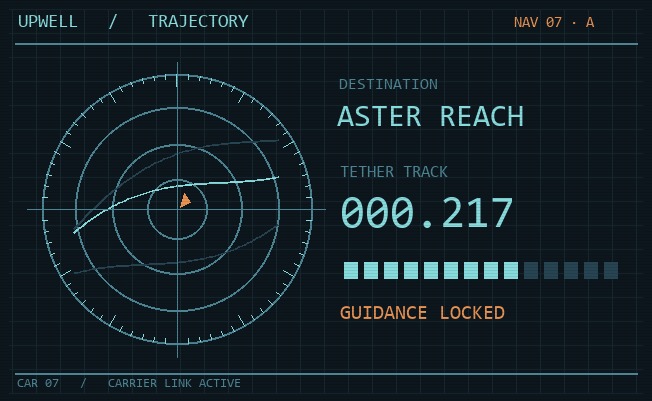 UPWELL / TRAJECTORY
NAV 07 · A
DESTINATION
ASTER REACH
TETHER TRACK
000.217
GUIDANCE LOCKED
CAR 07 / CARRIER LINK ACTIVE